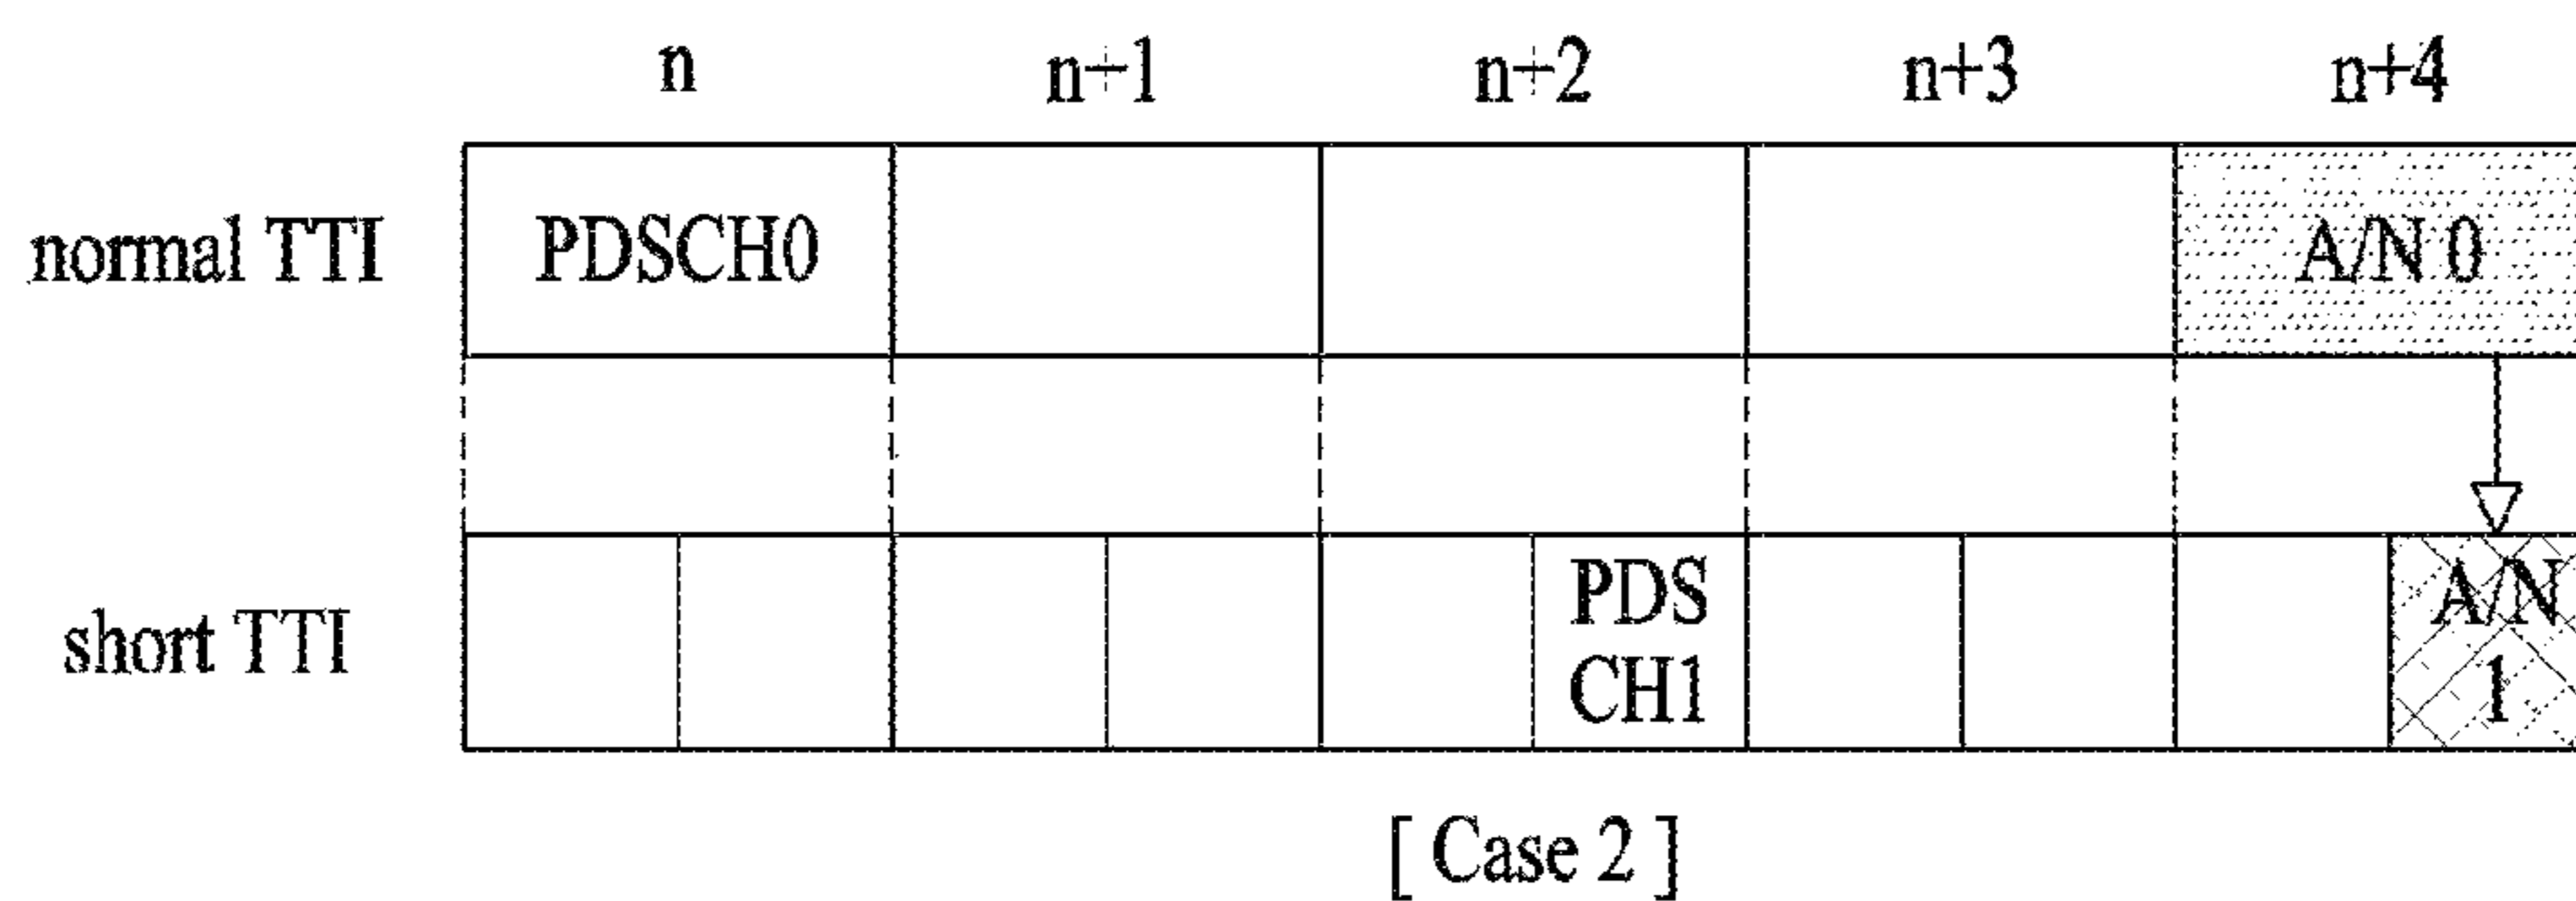 n n+1 n+2 n+3 n+4
normal TTI PDSCH0 A/N 0
short TTI PDS CH1 A/N 1
[ Case 2 ]